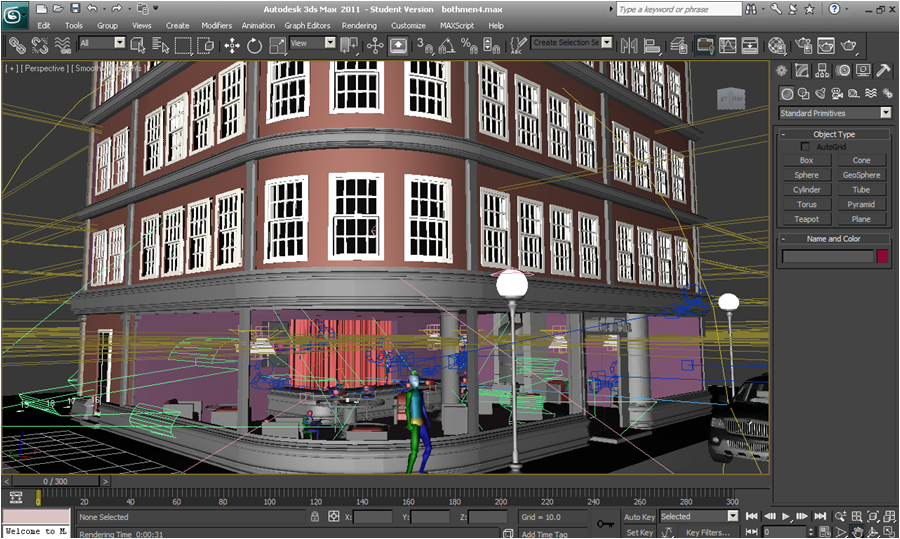 Autodesk 3ds Max 2011 - Student Version bothmen4.max
Type a keyword or phrase
Edit Tools Group Views Create Modifiers Animation Graph Editors Rendering Customize MAXScript Help
All View 3 Create Selection Se
[ + ] [ Perspective ] [ Smooth
Standard Primitives
Object Type
AutoGrid
Box Cone
Sphere GeoSphere
Cylinder Tube
Torus Pyramid
Teapot Plane
Name and Color
0 / 300
0 20 40 60 80 100 120 140 160 180 200 220 240 260 280 300
None Selected X: Y: Z: Grid = 10.0 Auto Key Selected
Welcome to M. Rendering Time 0:00:31 Add Time Tag Set Key Key Filters... 0